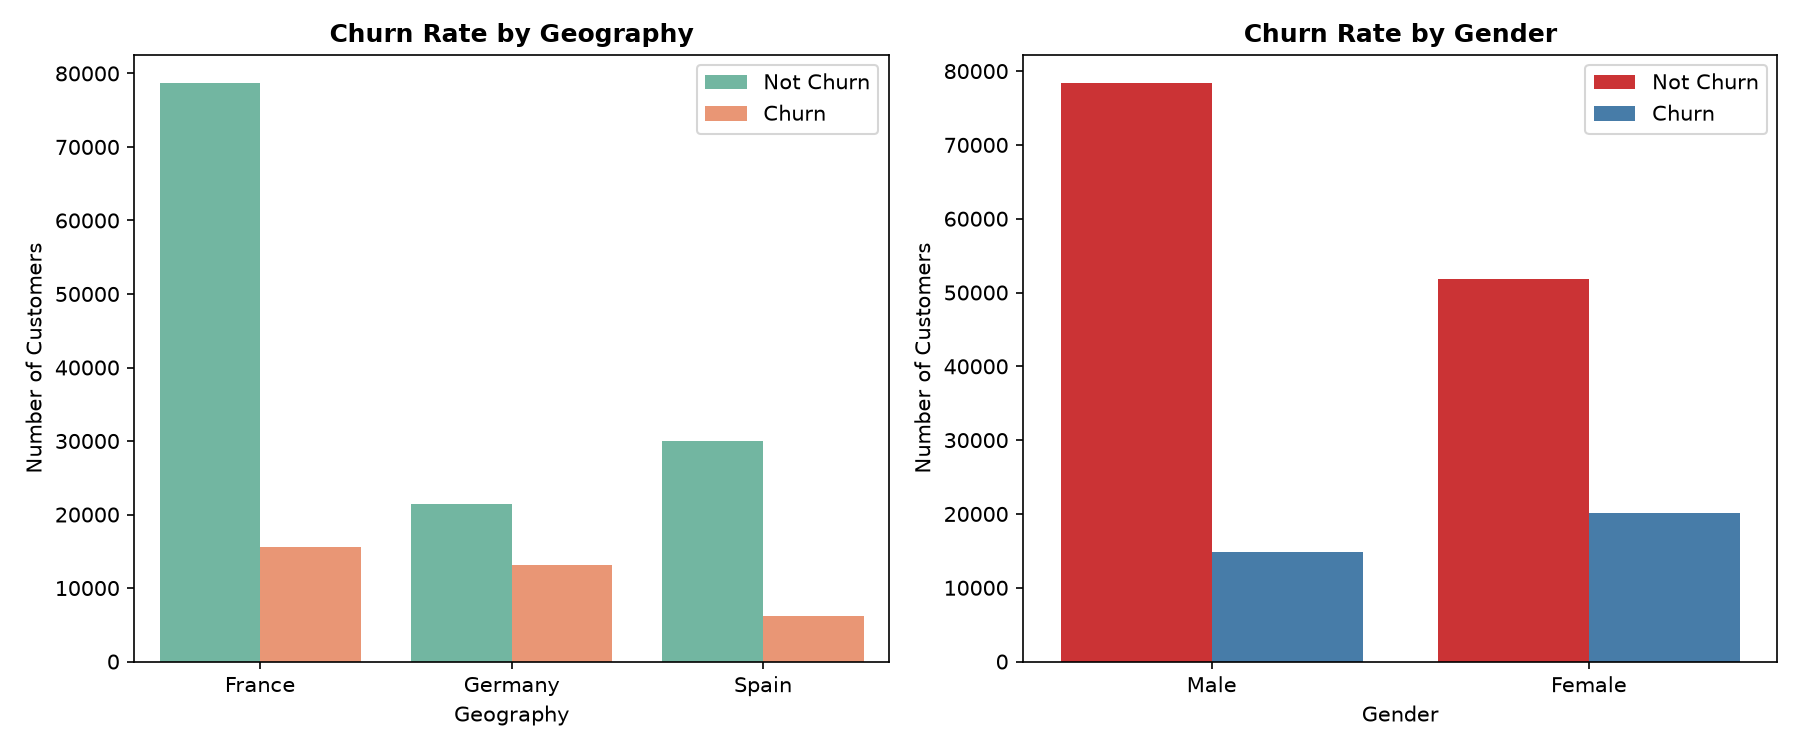 Churn Rate by Geography
80000
70000
60000
50000
40000
30000
20000
10000
0
Number of Customers
Not Churn
Churn
France
Germany
Spain
Geography
Churn Rate by Gender
80000
70000
60000
50000
40000
30000
20000
10000
0
Number of Customers
Not Churn
Churn
Male
Female
Gender